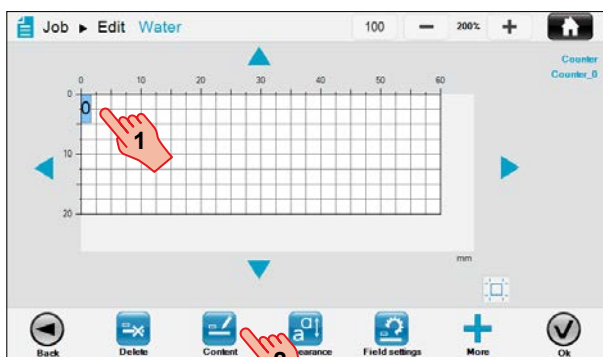 Job ► Edit Water 100 — 200% +
Counter
Counter_0
0 10 20 30 40 50 60
0
0
1
10
20
mm
a a
Back Delete Content Field settings More Ok